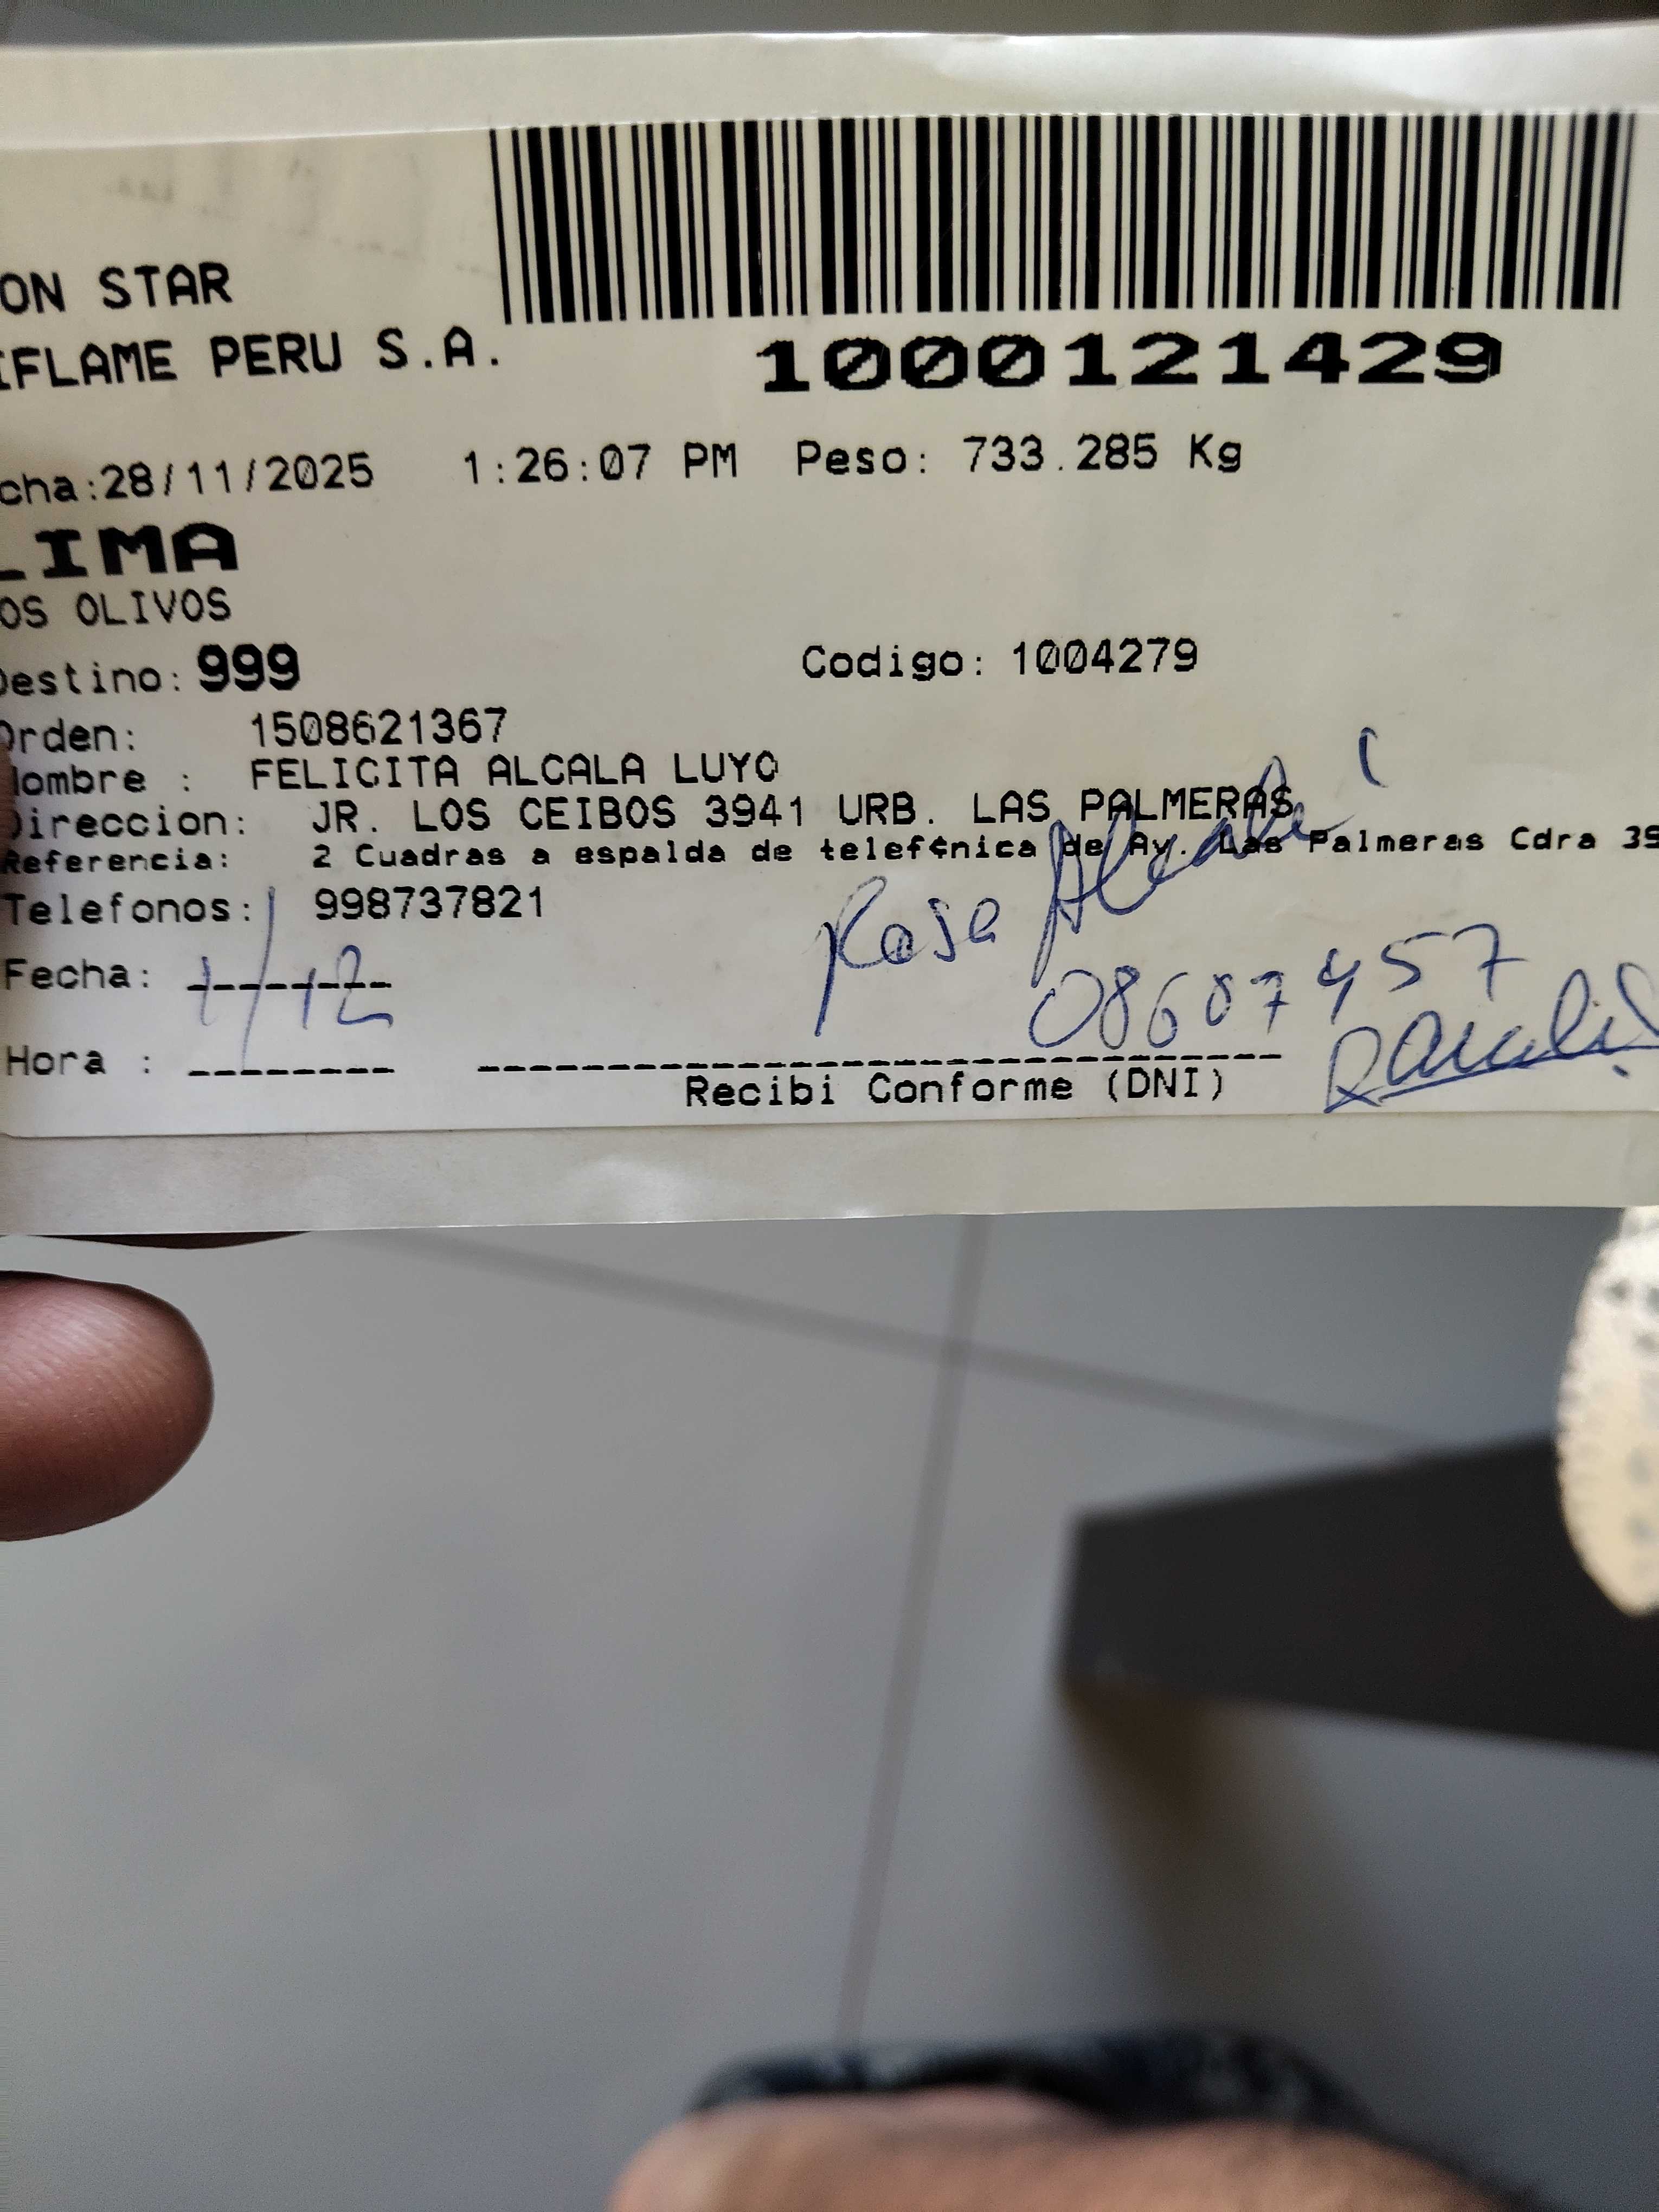 ON STAR
IFLAME PERU S.A.
1000121429
cha:28/11/2025 1:26:07 PM Peso: 733.285 Kg
LIMA
OS OLIVOS
Destino: 999 Codigo: 1004279
Orden: 1508621367
Nombre : FELICITA ALCALA LUYO
Direccion: JR. LOS CEIBOS 3941 URB. LAS PALMERAS
Referencia: 2 Cuadras a espalda de telef¢nica de Av. Las Palmeras Cdra 39
Telefonos: 998737821
Rosa Alcalá
Fecha: 1/12
08607457
Hora :
Recibi Conforme (DNI)